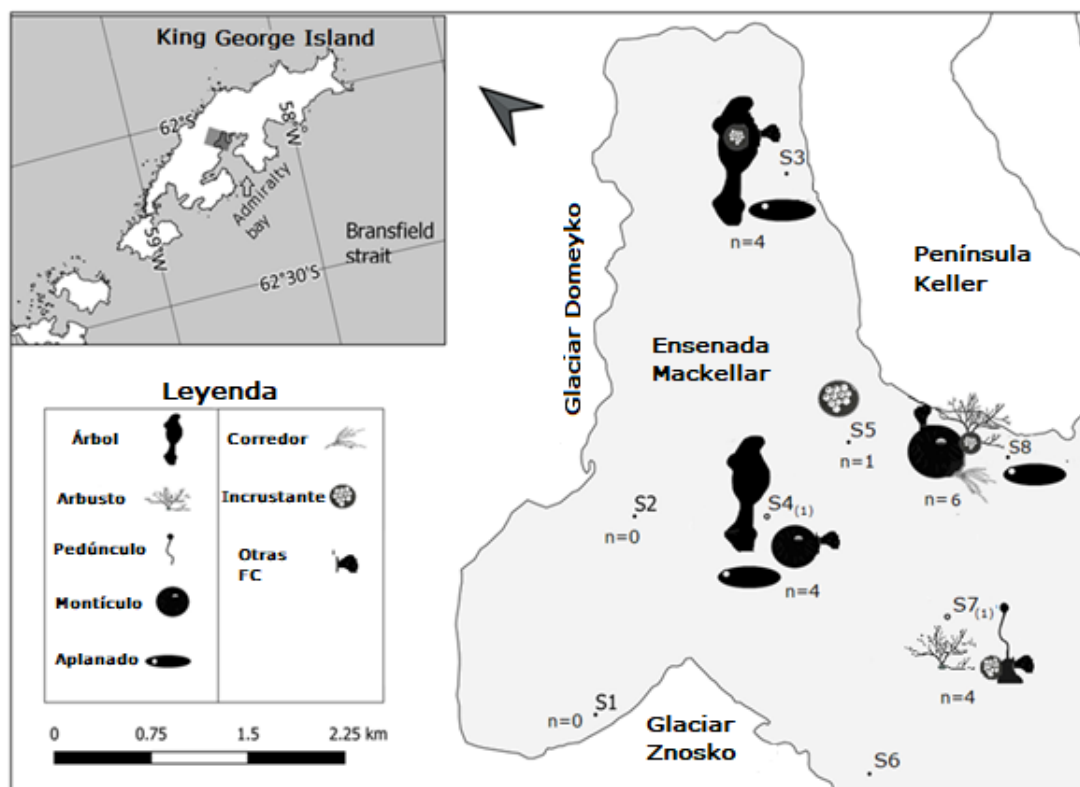 King George Island
62°S
58°W
Admiralty
bay
59°W
Bransfield
strait
62°30'S
Leyenda
Árbol
Corredor
Arbusto
Incrustante
Pedúnculo
Otras
FC
Montículo
Aplanado
0 0.75 1.5 2.25 km
S3
n=4
Glaciar Domeyko
Península
Keller
Ensenada
Mackellar
S5
n=1
S8
n=6
S2
n=0
S4(1)
n=4
S7(1)
n=4
S1
n=0
Glaciar
Znosko
S6